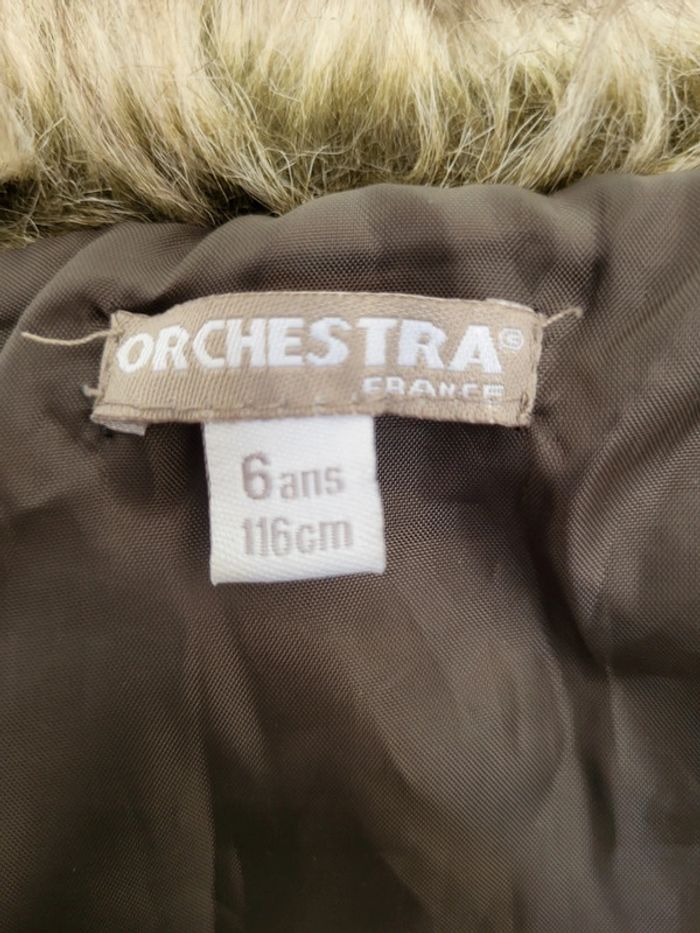 ORCHESTRA®
FRANCE
6 ans
116cm